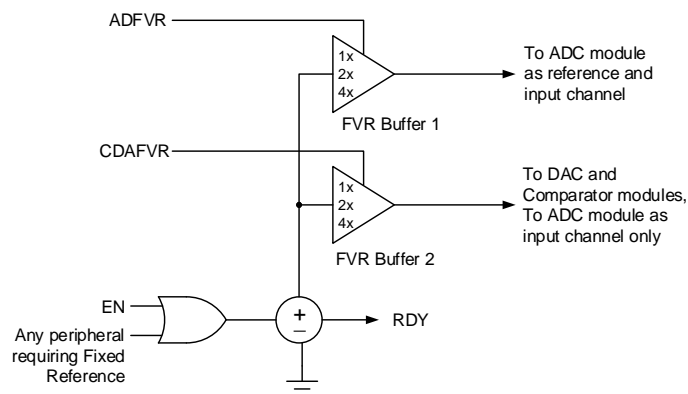 ADFVR
1x
2x
4x
FVR Buffer 1
To ADC module
as reference and
input channel
CDAFVR
1x
2x
4x
FVR Buffer 2
To DAC and
Comparator modules,
To ADC module as
input channel only
EN
Any peripheral
requiring Fixed
Reference
+
–
RDY